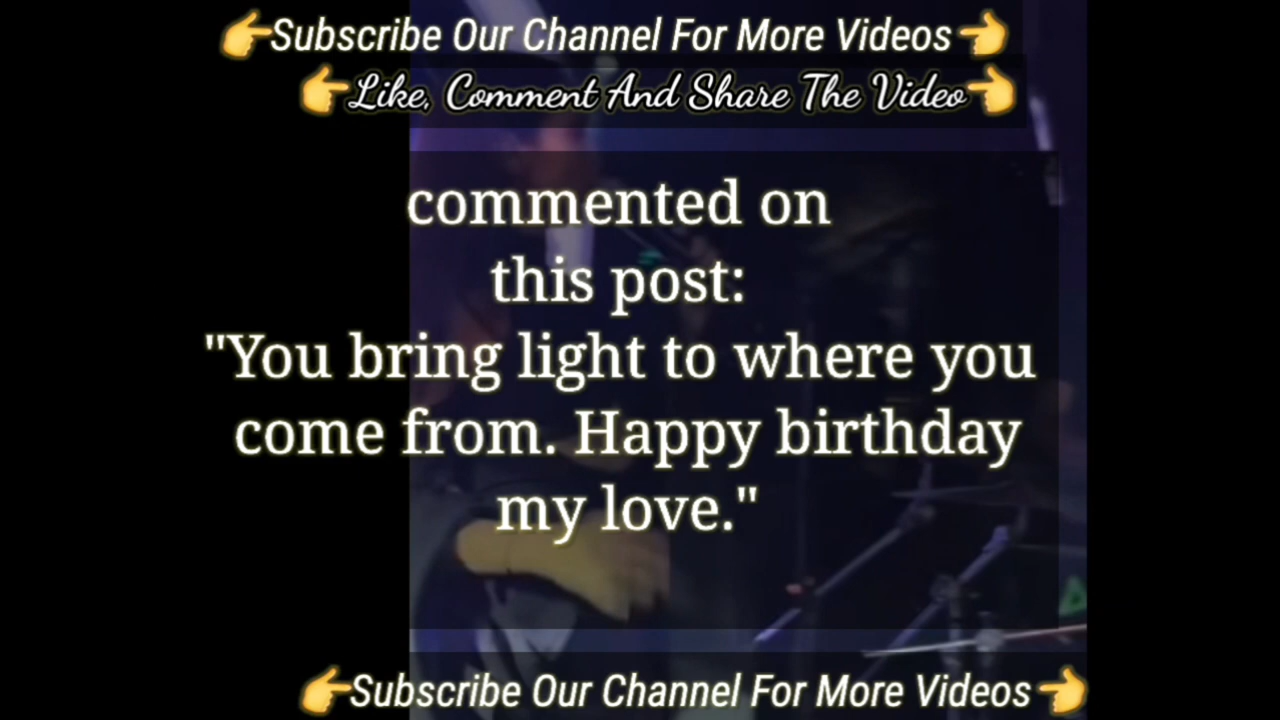 👉Subscribe Our Channel For More Videos👈
👉Like, Comment And Share The Video👈
commented on
this post:
"You bring light to where you
come from. Happy birthday
my love."
👉Subscribe Our Channel For More Videos👈